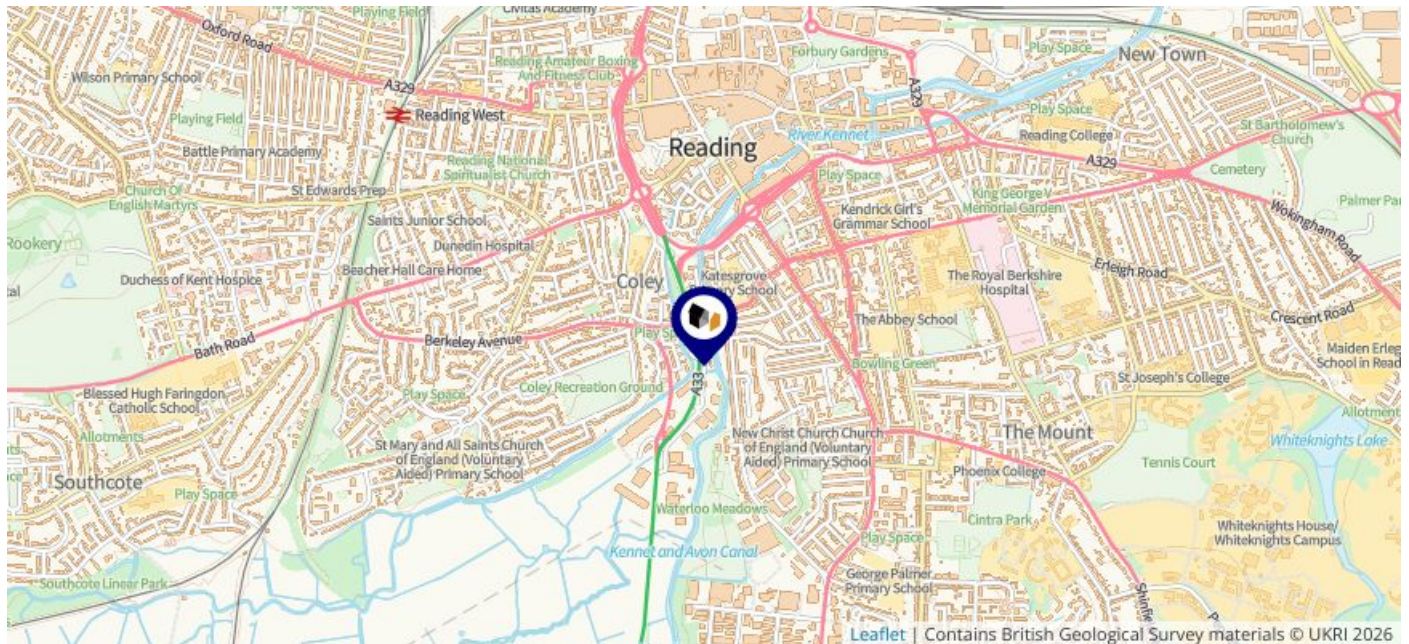 Playing Field
Civitas Academy
Oxford Road
Reading Amateur Boxing
And Fitness Club
Forbury Gardens
Play Space
New Town
Wilson Primary School
A329
A329
Reading West
Playing Field
Play Space
Reading College
St Bartholomew's
Church
River Kennet
Reading
Battle Primary Academy
Reading National
Spiritualist Church
A329
Cemetery
Play Space
St Edwards Prep
Church Of
English Martyrs
King George V
Memorial Garden
Palmer Par
Kendrick Girl's
Grammar School
Saints Junior School
Wokingham Road
Rookery
Dunedin Hospital
Beacher Hall Care Home
Duchess of Kent Hospice
Coley
Katesgrove
The Royal Berkshire
Hospital
Erleigh Road
Crescent Road
The Abbey School
Bath Road
Berkeley Avenue
Maiden Erleg
School in Read
Bowling Green
St Joseph's College
A33
Coley Recreation Ground
Blessed Hugh Faringdon
Catholic School
Play Space
Allotments
Allotments
St Mary and All Saints Church
of England (Voluntary
Aided) Primary School
New Christ Church Church
of England (Voluntary
Aided) Primary School
The Mount
Whiteknights Lake
Tennis Court
Phoenix College
Southcote
Play Space
Waterloo Meadows
Cintra Park
Whiteknights House/
Whiteknights Campus
Play Space
Kennet and Avon Canal
Southcote Linear Park
George Palmer
Primary School
Shinfie
Leaflet | Contains British Geological Survey materials © UKRI 2026